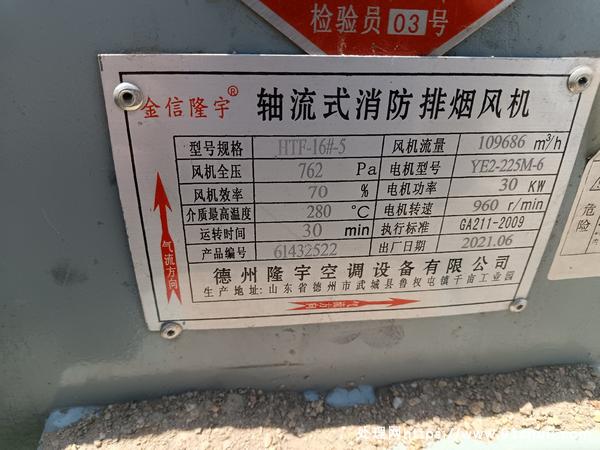 检验员 03 号
金信隆宇® 轴流式消防排烟风机
型号规格 HTF-16#-5 风机流量 109686 m³/h
风机全压 762 Pa 电机型号 YE2-225M-6
风机效率 70 % 电机功率 30 KW
介质最高温度 280 ℃ 电机转速 960 r/min
运转时间 30 min 执行标准 GA211-2009
产品编号 61432522 出厂日期 2021.06
德州隆宇空调设备有限公司
生产地址:山东省德州市武城县鲁权屯镇千亩工业园
气流方向
气流方向
危
险